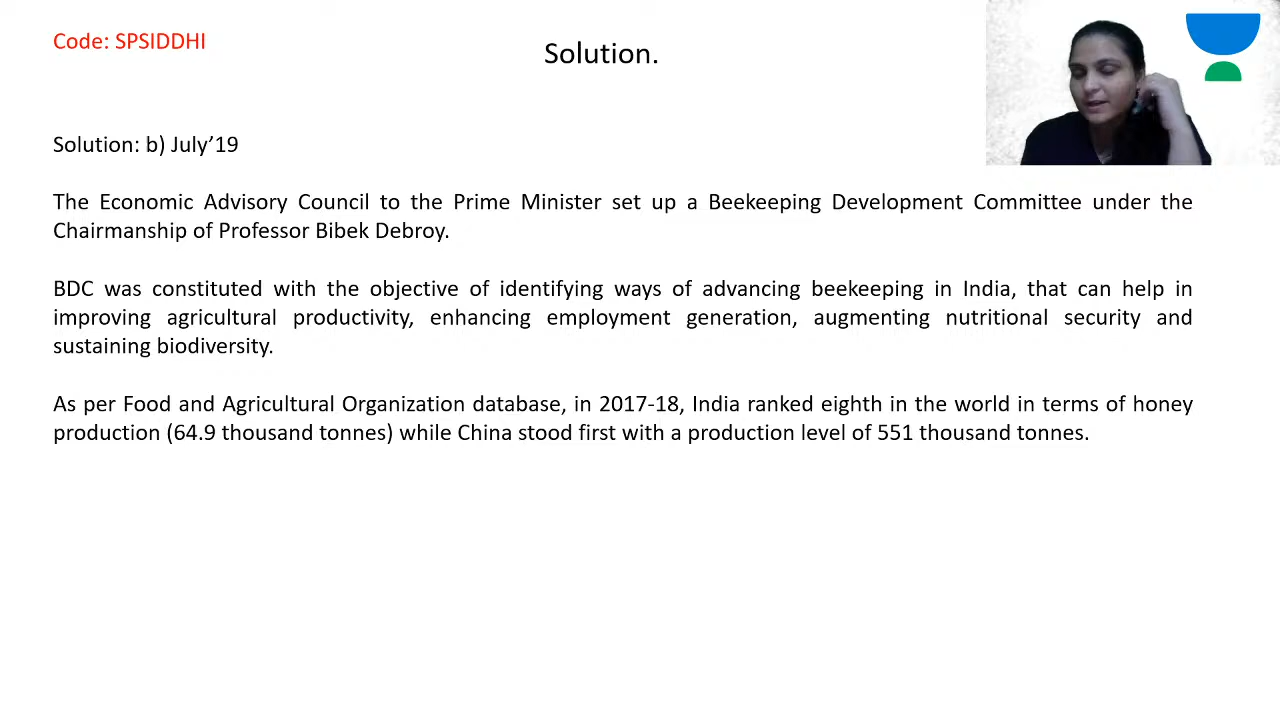 Code: SPSIDDHI
Solution.
Solution: b) July’19
The Economic Advisory Council to the Prime Minister set up a Beekeeping Development Committee under the
Chairmanship of Professor Bibek Debroy.
BDC was constituted with the objective of identifying ways of advancing beekeeping in India, that can help in
improving agricultural productivity, enhancing employment generation, augmenting nutritional security and
sustaining biodiversity.
As per Food and Agricultural Organization database, in 2017-18, India ranked eighth in the world in terms of honey
production (64.9 thousand tonnes) while China stood first with a production level of 551 thousand tonnes.